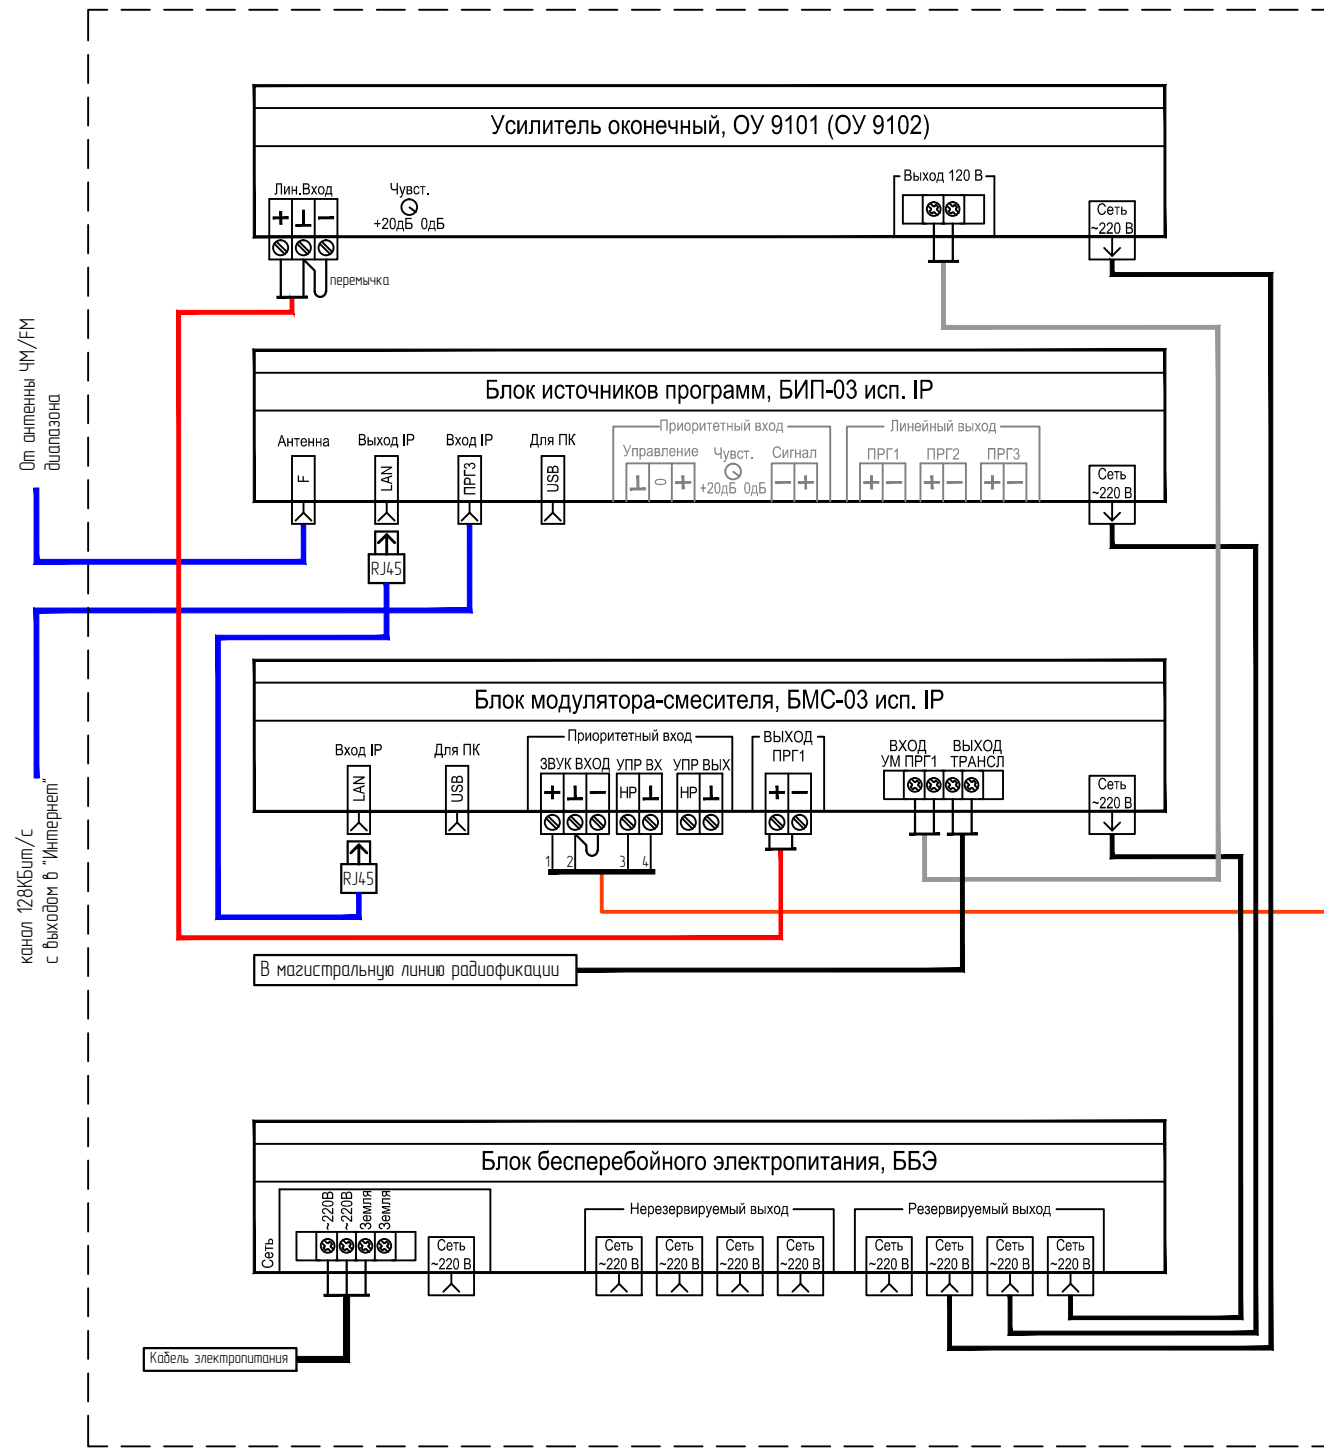 Усилитель оконечный, ОУ 9101 (ОУ 9102)
Лин.Вход
Чувст.
+20дБ 0дБ
Выход 120 В
Сеть
~220 В
перемычка
От антенны ЧМ/FM
диапазона
Блок источников программ, БИП-03 исп. IP
Антенна
F
Выход IP
LAN
Вход IP
ПРГ3
Для ПК
USB
Приоритетный вход
Управление
0
Чувст.
+20дБ 0дБ
Сигнал
Линейный выход
ПРГ1
ПРГ2
ПРГ3
Сеть
~220 В
RJ45
Блок модулятора-смесителя, БМС-03 исп. IP
Вход IP
LAN
Для ПК
USB
Приоритетный вход
ЗВУК ВХОД
УПР ВХ
УПР ВЫХ
НР
НР
ВЫХОД
ПРГ1
ВХОД
УМ ПРГ1
ВЫХОД
ТРАНСЛ
Сеть
~220 В
1
2
3
4
RJ45
канал 128КБит/с
с выходом в "Интернет"
В магистральную линию радиофикации
Блок бесперебойного электропитания, ББЭ
Сеть
~220В
~220В
Земля
Земля
Сеть
~220 В
Нерезервируемый выход
Сеть
~220 В
Сеть
~220 В
Сеть
~220 В
Сеть
~220 В
Резервируемый выход
Сеть
~220 В
Сеть
~220 В
Сеть
~220 В
Сеть
~220 В
Кабель электропитания